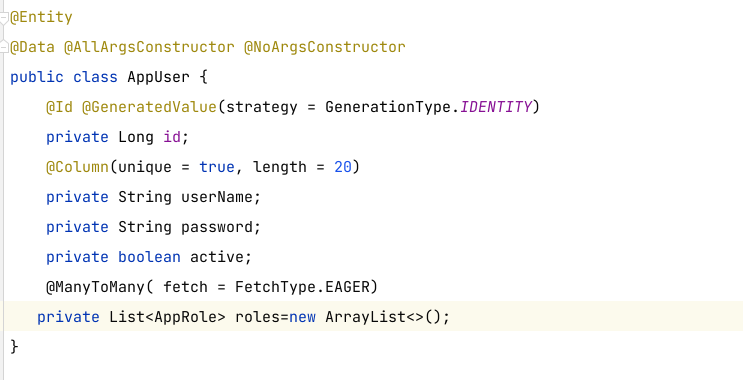 @Entity
@Data @AllArgsConstructor @NoArgsConstructor
public class AppUser {
    @Id @GeneratedValue(strategy = GenerationType.IDENTITY)
    private Long id;
    @Column(unique = true, length = 20)
    private String userName;
    private String password;
    private boolean active;
    @ManyToMany( fetch = FetchType.EAGER)
   private List<AppRole> roles=new ArrayList<>();
}